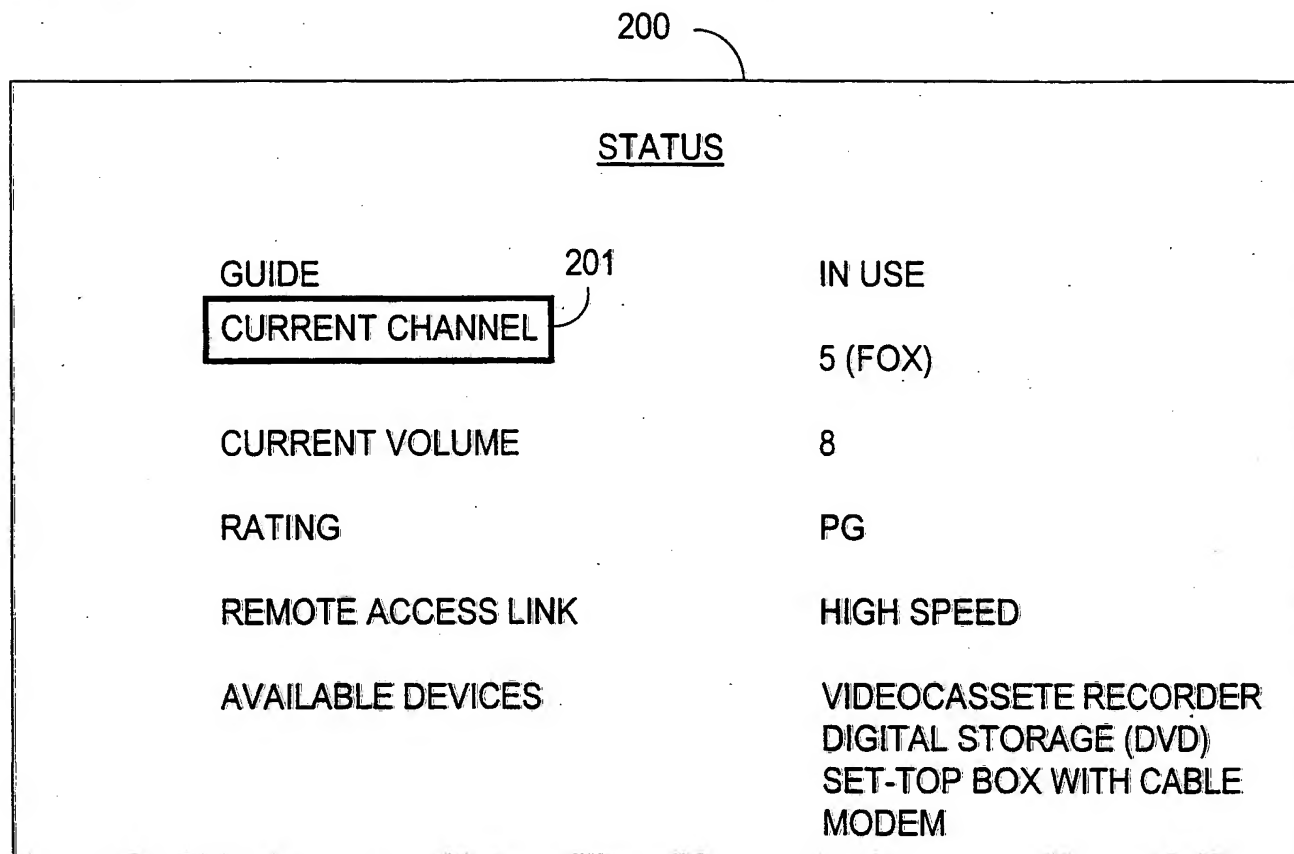 200
STATUS
GUIDE 201 IN USE
CURRENT CHANNEL
5 (FOX)
CURRENT VOLUME 8
RATING PG
REMOTE ACCESS LINK HIGH SPEED
AVAILABLE DEVICES VIDEOCASSETE RECORDER
DIGITAL STORAGE (DVD)
SET-TOP BOX WITH CABLE
MODEM